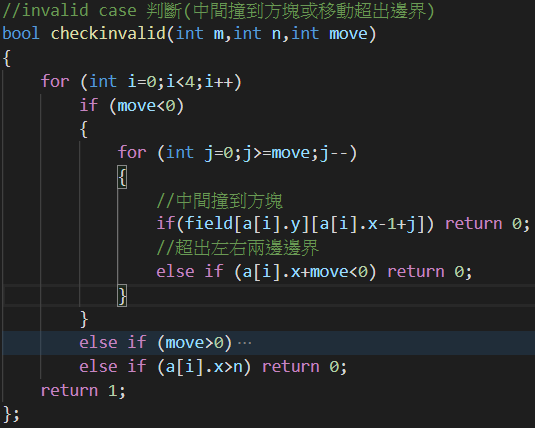 //invalid case 判斷(中間撞到方塊或移動超出邊界)
bool checkinvalid(int m,int n,int move)
{
    for (int i=0;i<4;i++)
        if (move<0)
        {
            for (int j=0;j>=move;j--)
            {
                //中間撞到方塊
                if(field[a[i].y][a[i].x-1+j]) return 0;
                //超出左右兩邊邊界
                else if (a[i].x+move<0) return 0;
            }
        }
        else if (move>0)…
        else if (a[i].x>n) return 0;
    return 1;
};